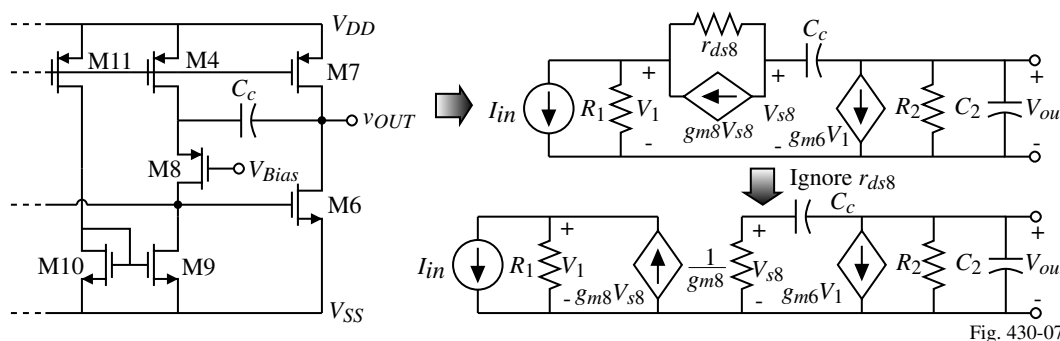 V_DD
M11
M4
M7
C_c
v_OUT
M8
V_Bias
M6
M10
M9
V_SS
r_ds8
C_c
I_in
R_1
+
V_1
-
g_m8V_s8
+
V_s8
-
g_m6V_1
R_2
C_2
+
V_ou
-
Ignore r_ds8
C_c
I_in
R_1
+
V_1
-
g_m8V_s8
1
g_m8
+
V_s8
-
g_m6V_1
R_2
C_2
+
V_ou
-
Fig. 430-07